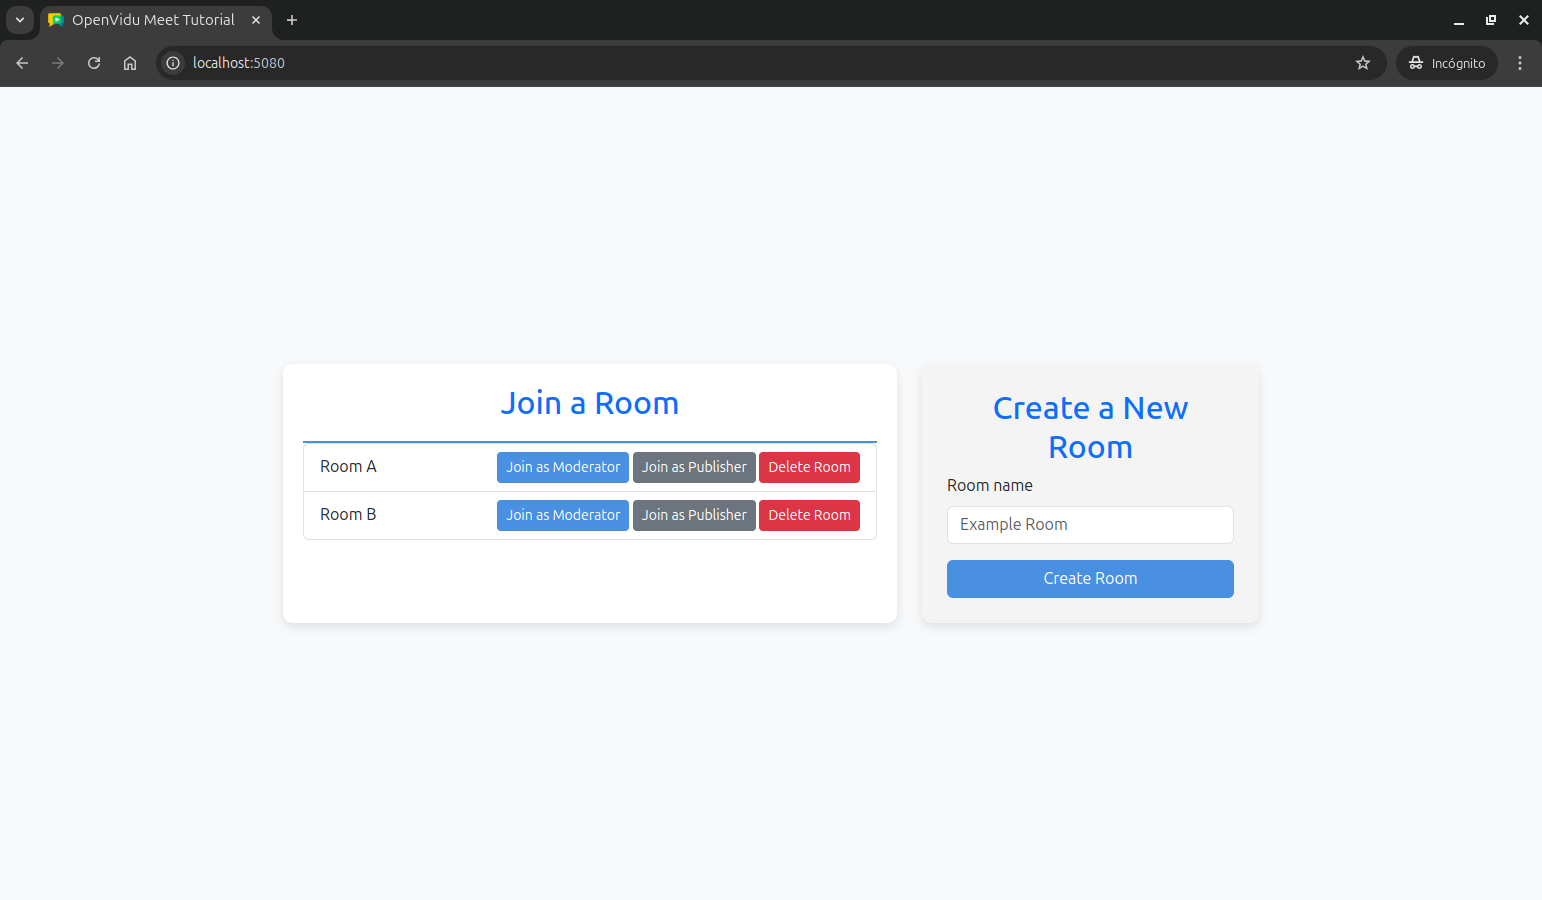 OpenVidu Meet Tutorial
localhost:5080
Incógnito
Join a Room
Room A Join as Moderator Join as Publisher Delete Room
Room B Join as Moderator Join as Publisher Delete Room
Create a New
Room
Room name
Example Room
Create Room